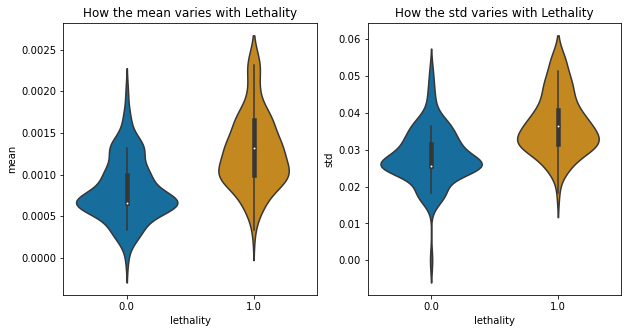 How the mean varies with Lethality
mean
0.0025
0.0020
0.0015
0.0010
0.0005
0.0000
0.0
1.0
lethality
How the std varies with Lethality
std
0.06
0.05
0.04
0.03
0.02
0.01
0.00
0.0
1.0
lethality